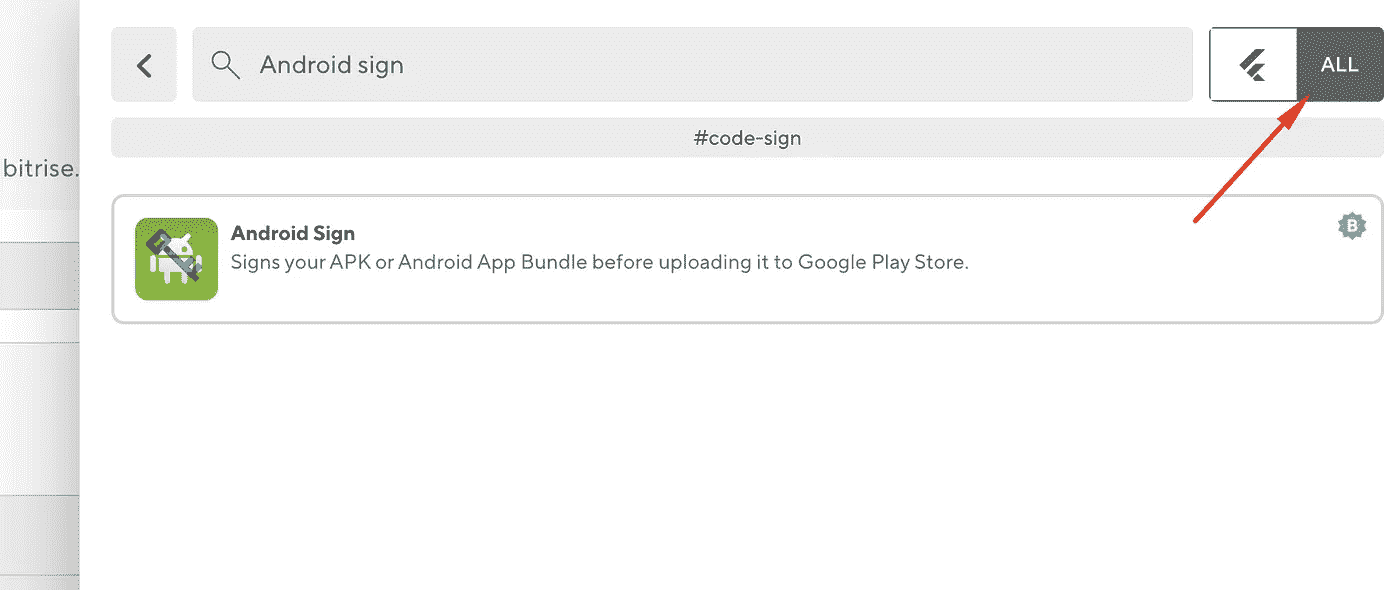 Android sign
ALL
#code-sign
bitrise.
Android Sign
B
Signs your APK or Android App Bundle before uploading it to Google Play Store.